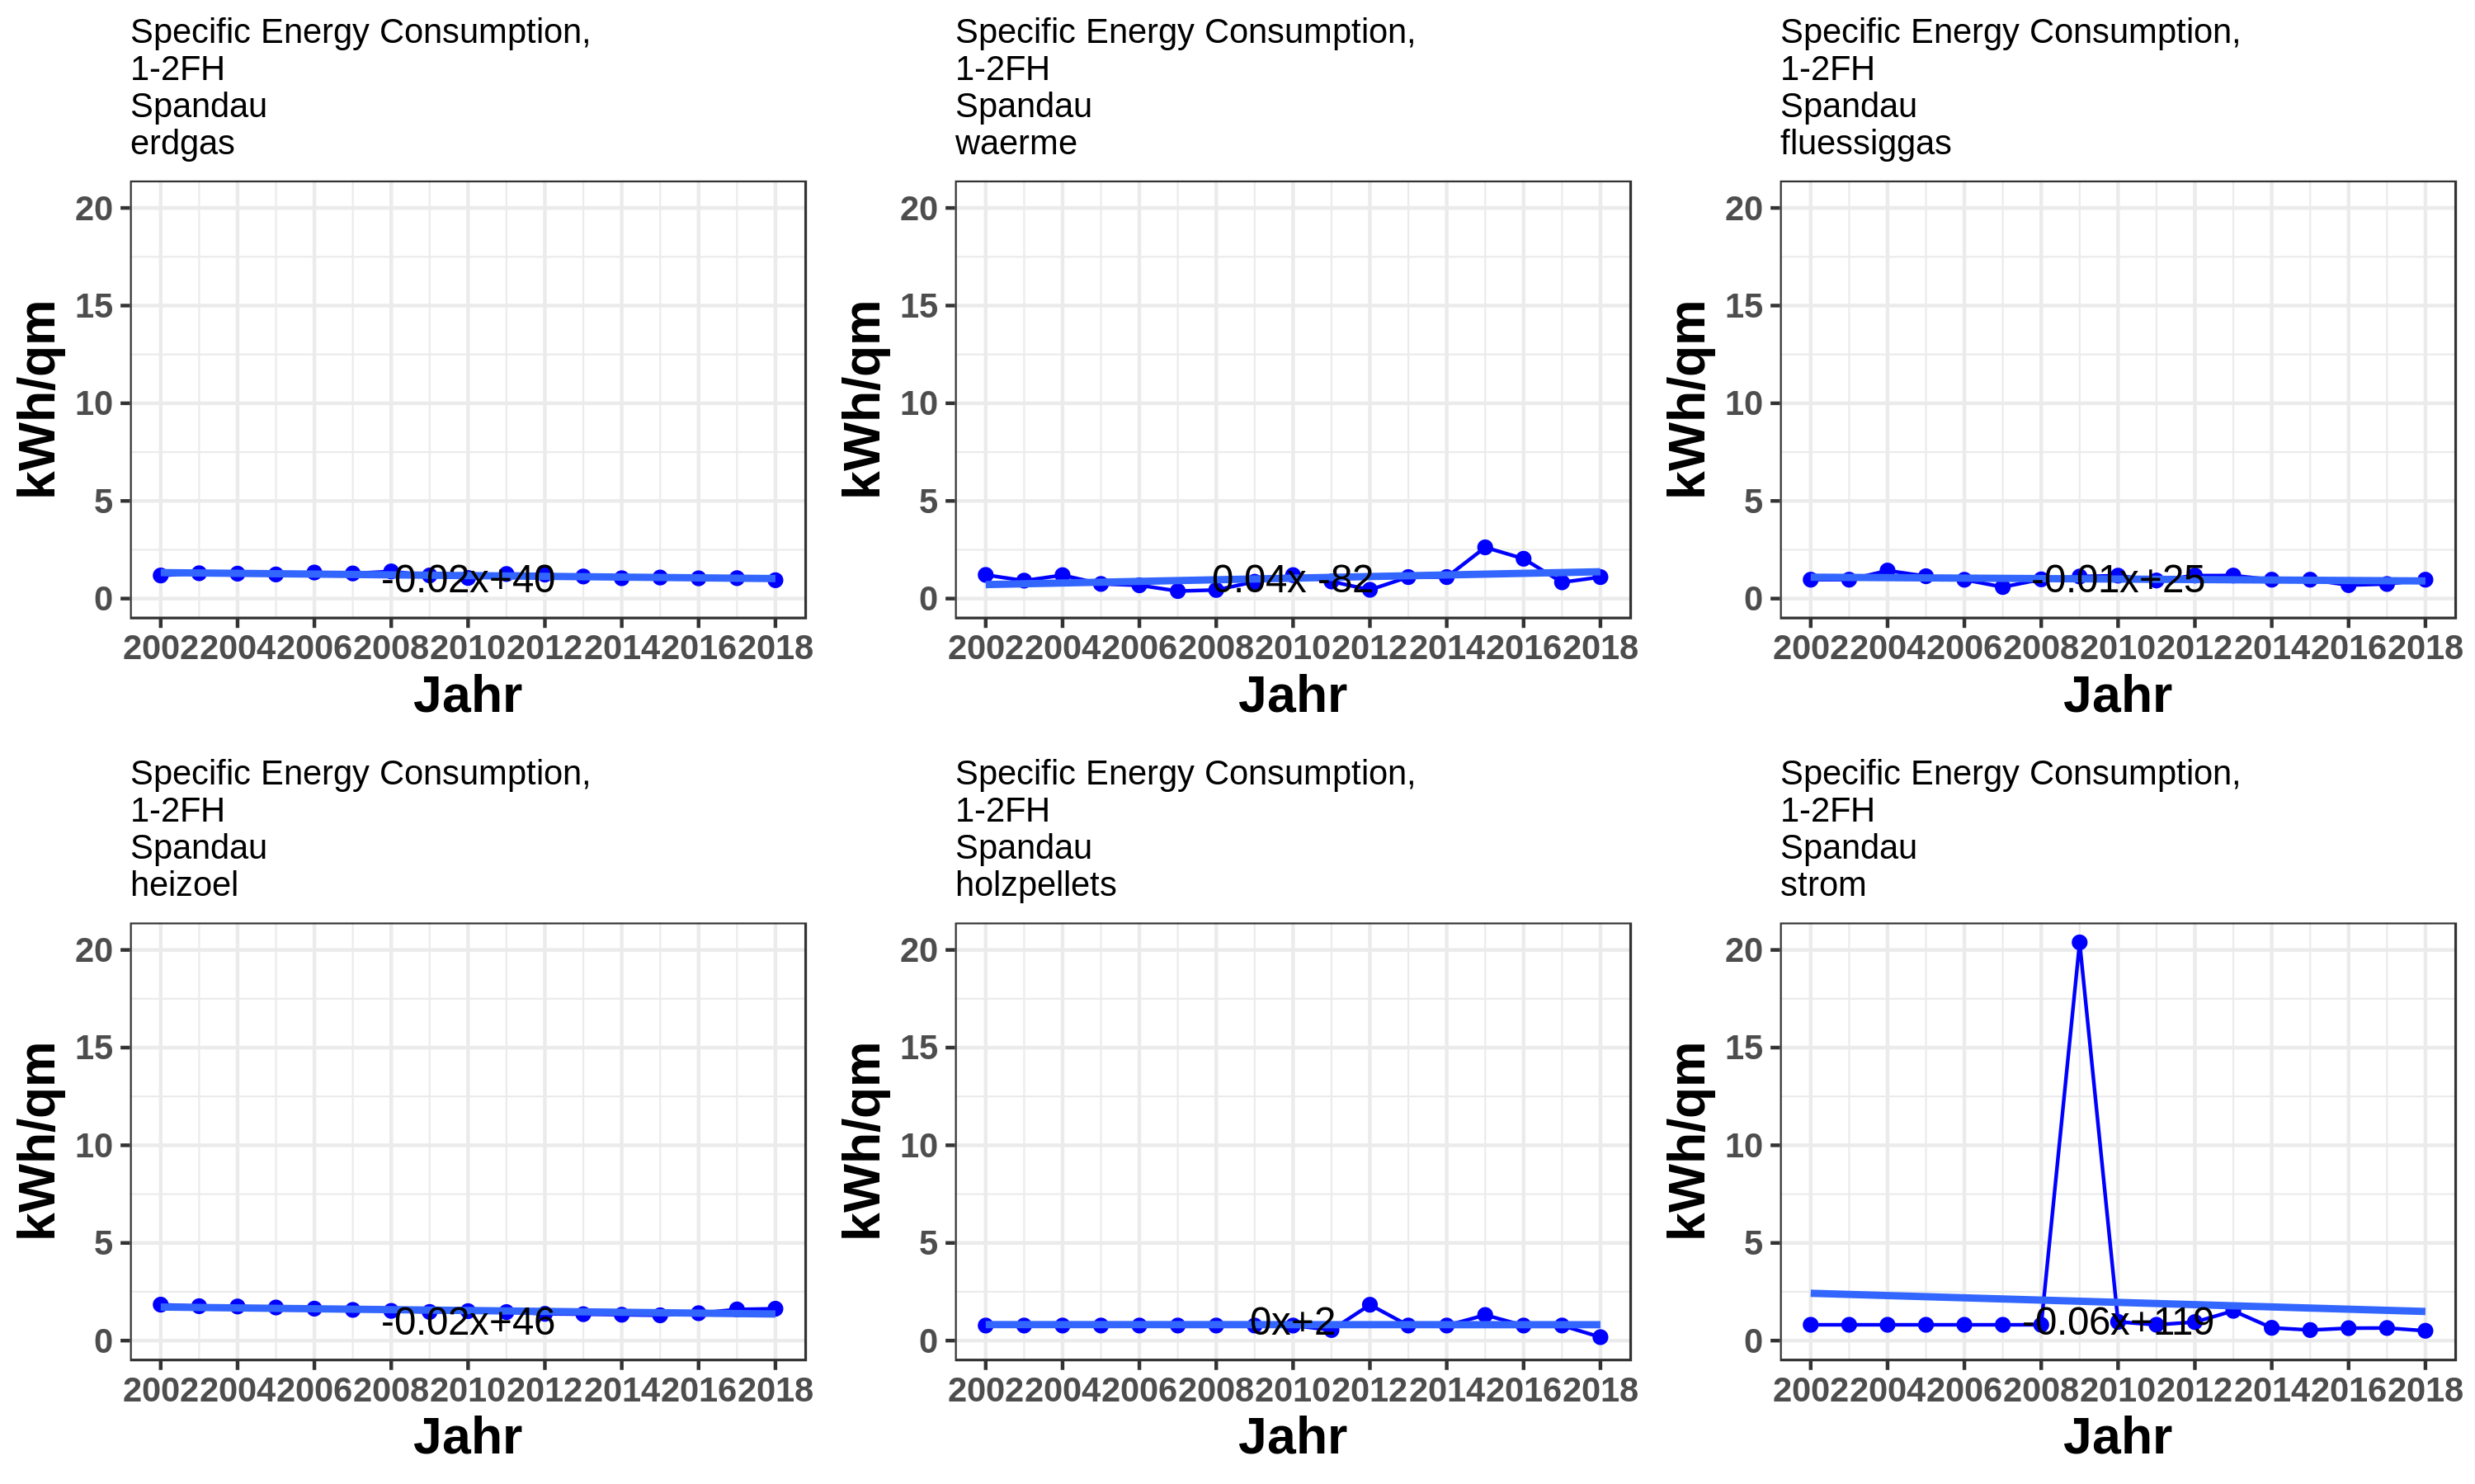 Specific Energy Consumption,
1-2FH
Spandau
erdgas
20
15
10
5
0
kWh/qm
-0.02x+40
2002 2004 2006 2008 2010 2012 2014 2016 2018
Jahr
Specific Energy Consumption,
1-2FH
Spandau
waerme
20
15
10
5
0
kWh/qm
0.04x -82
2002 2004 2006 2008 2010 2012 2014 2016 2018
Jahr
Specific Energy Consumption,
1-2FH
Spandau
fluessiggas
20
15
10
5
0
kWh/qm
-0.01x+25
2002 2004 2006 2008 2010 2012 2014 2016 2018
Jahr
Specific Energy Consumption,
1-2FH
Spandau
heizoel
20
15
10
5
0
kWh/qm
-0.02x+46
2002 2004 2006 2008 2010 2012 2014 2016 2018
Jahr
Specific Energy Consumption,
1-2FH
Spandau
holzpellets
20
15
10
5
0
kWh/qm
0x+2
2002 2004 2006 2008 2010 2012 2014 2016 2018
Jahr
Specific Energy Consumption,
1-2FH
Spandau
strom
20
15
10
5
0
kWh/qm
-0.06x+119
2002 2004 2006 2008 2010 2012 2014 2016 2018
Jahr